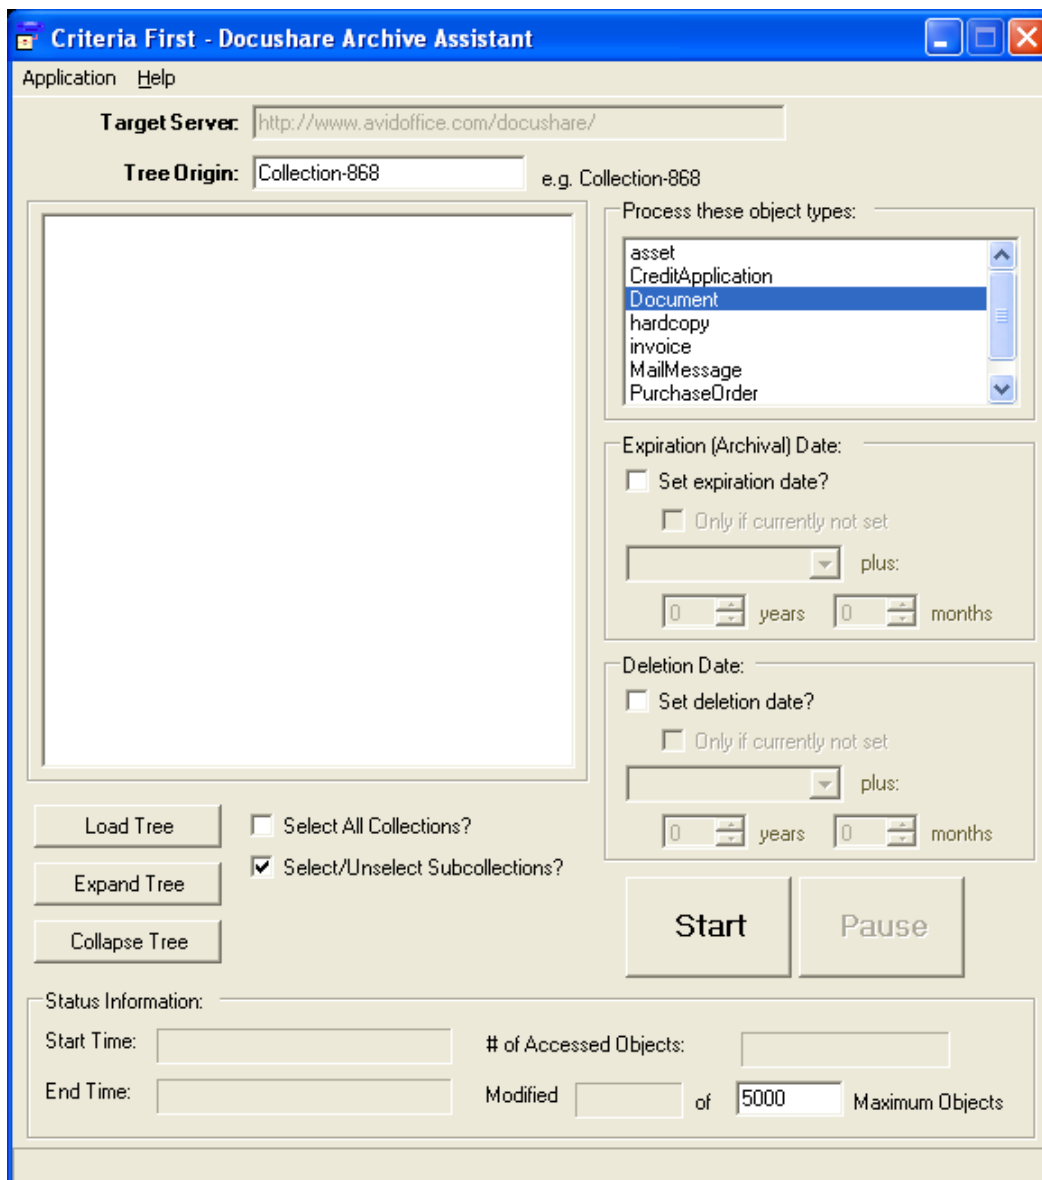 Criteria First - Docushare Archive Assistant
Application Help
Target Server: http://www.avidoffice.com/docushare/
Tree Origin: Collection-868 e.g. Collection-868
Process these object types:
asset
CreditApplication
Document
hardcopy
invoice
MailMessage
PurchaseOrder
Expiration (Archival) Date:
Set expiration date?
Only if currently not set
plus:
0 years 0 months
Deletion Date:
Set deletion date?
Only if currently not set
plus:
0 years 0 months
Load Tree Select All Collections?
Select/Unselect Subcollections?
Expand Tree
Collapse Tree
Start Pause
Status Information:
Start Time: # of Accessed Objects:
End Time: Modified of 5000 Maximum Objects